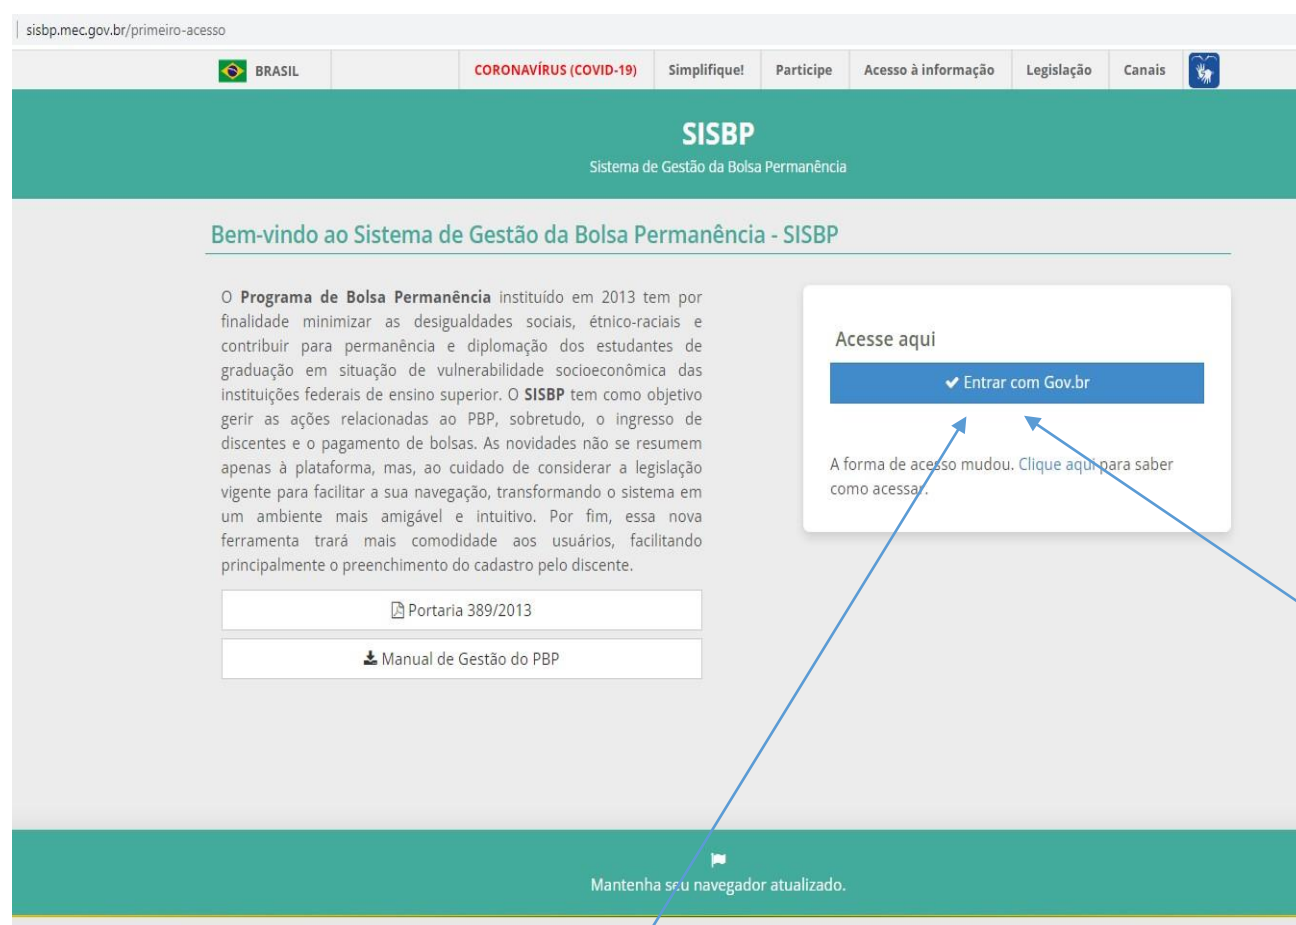 sisbp.mec.gov.br/primeiro-acesso
BRASIL CORONAVÍRUS (COVID-19) Simplifique! Participe Acesso à informação Legislação Canais
SISBP
Sistema de Gestão da Bolsa Permanência
Bem-vindo ao Sistema de Gestão da Bolsa Permanência - SISBP
O Programa de Bolsa Permanência instituído em 2013 tem por
finalidade minimizar as desigualdades sociais, étnico-raciais e
contribuir para permanência e diplomação dos estudantes de
graduação em situação de vulnerabilidade socioeconômica das
instituições federais de ensino superior. O SISBP tem como objetivo
gerir as ações relacionadas ao PBP, sobretudo, o ingresso de
discentes e o pagamento de bolsas. As novidades não se resumem
apenas à plataforma, mas, ao cuidado de considerar a legislação
vigente para facilitar a sua navegação, transformando o sistema em
um ambiente mais amigável e intuitivo. Por fim, essa nova
ferramenta trará mais comodidade aos usuários, facilitando
principalmente o preenchimento do cadastro pelo discente.
Portaria 389/2013
Manual de Gestão do PBP
Acesse aqui
Entrar com Gov.br
A forma de acesso mudou. Clique aqui para saber
como acessar.
Mantenha seu navegador atualizado.